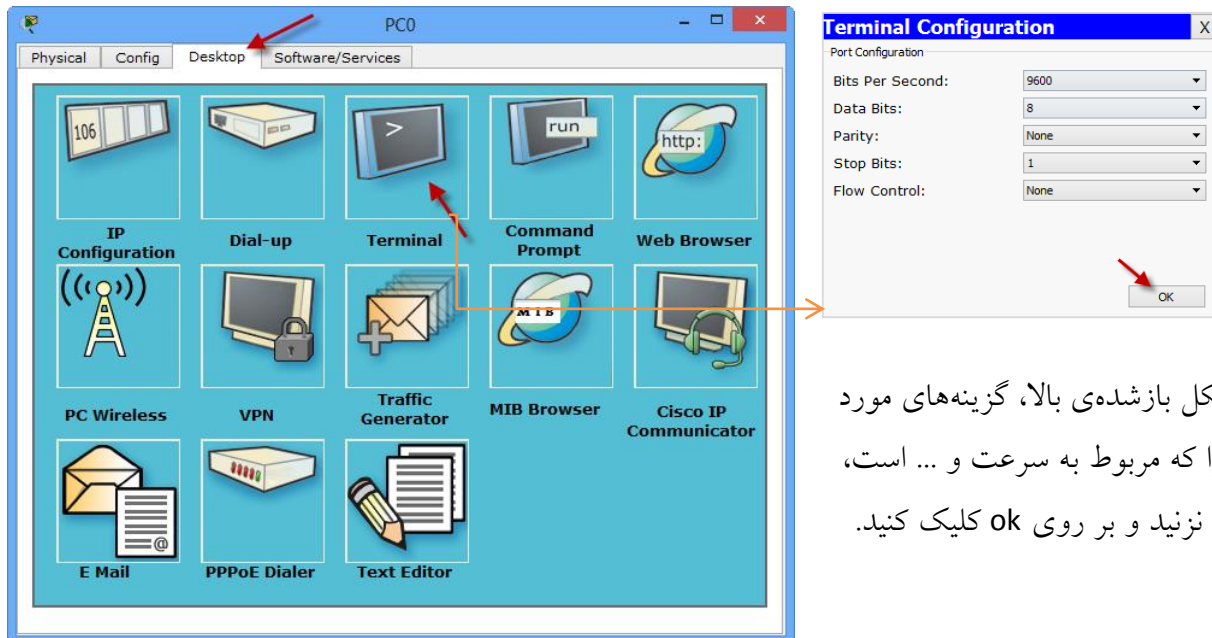 PC0
Physical Config Desktop Software/Services
106
>
run
http:
IP Configuration
Dial-up
Terminal
Command Prompt
Web Browser
MIB
PC Wireless
VPN
Traffic Generator
MIB Browser
Cisco IP Communicator
@
E Mail
PPPoE Dialer
Text Editor
Terminal Configuration X
Port Configuration
Bits Per Second: 9600
Data Bits: 8
Parity: None
Stop Bits: 1
Flow Control: None
OK
بازشده‌ی بالا، گزینه‌های مورد
که مربوط به سرعت و ... است،
نزنید و بر روی ok کلیک کنید.